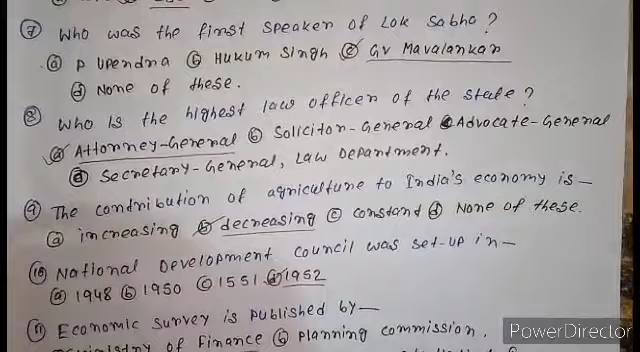 ⑦ Who was the first speaker of Lok Sabha?
ⓐ P Upendra ⓑ Hukum Singh ⓒ GV Mavalankar
ⓓ None of these.
⑧ Who is the highest law officer of the state?
ⓐ Attorney-General ⓑ Solicitor-General ⓒ Advocate-General
ⓓ Secretary-General, Law Department.
⑨ The contribution of agriculture to India's economy is—
ⓐ increasing ⓑ decreasing ⓒ constand ⓓ None of these.
⑩ National Development Council was set-up in—
ⓐ 1948 ⓑ 1950 ⓒ 1551 ⓓ 1952
⑪ Economic Survey is published by—
of Finance ⓑ Planning commission.
PowerDirector